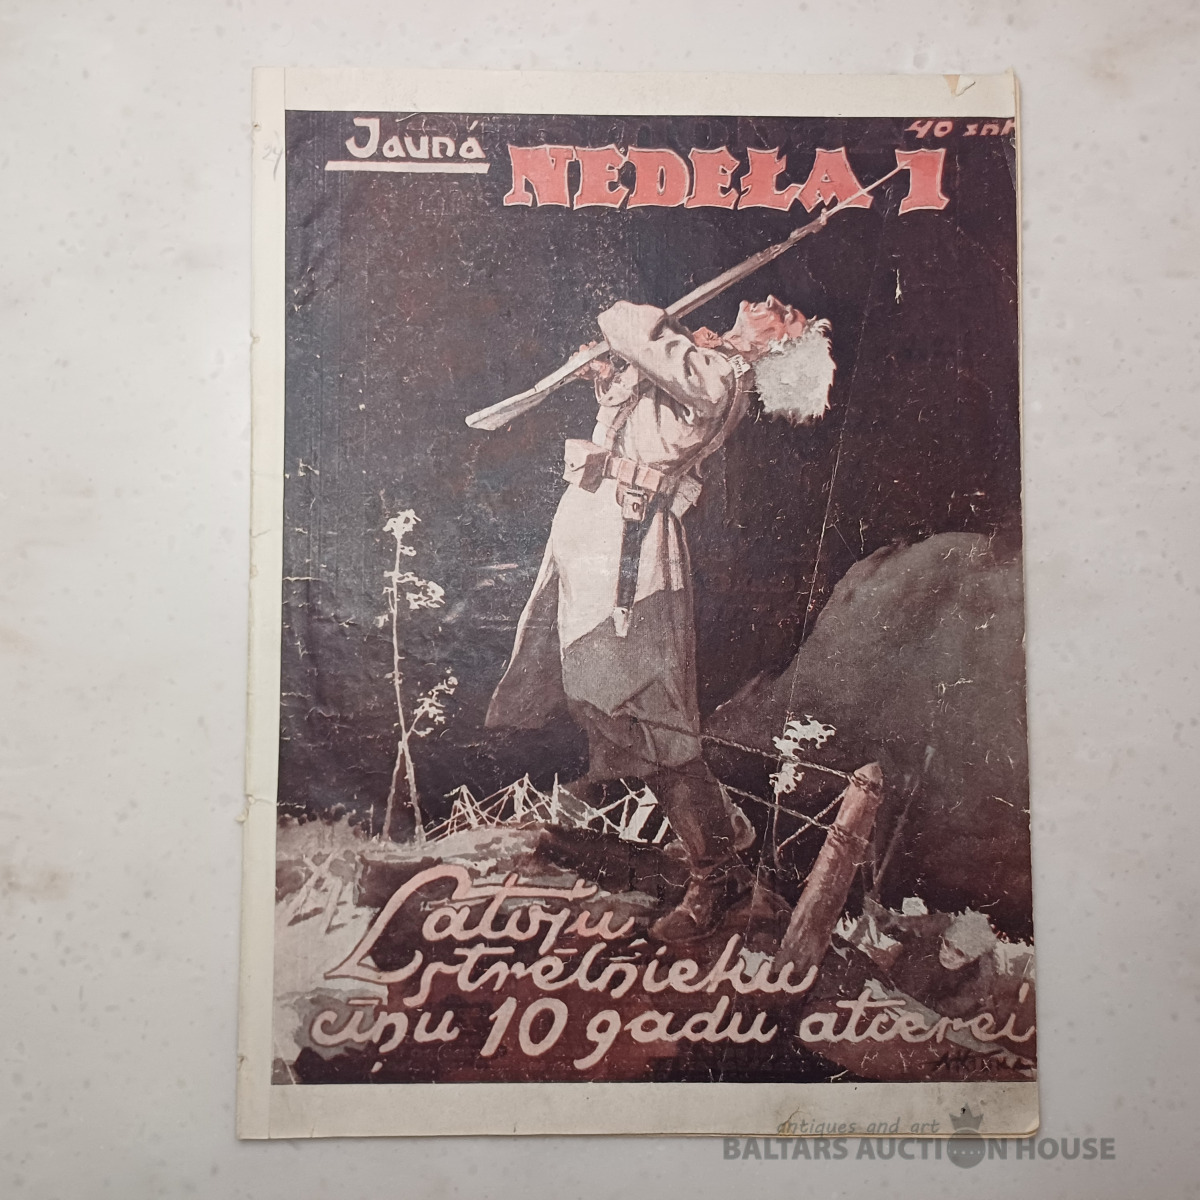 40 snt
Jaunā
NEDEŁA 1
Latvju
strēlnieku
cīņu 10 gadu atcerei
antiques and art
BALTARS AUCTION HOUSE